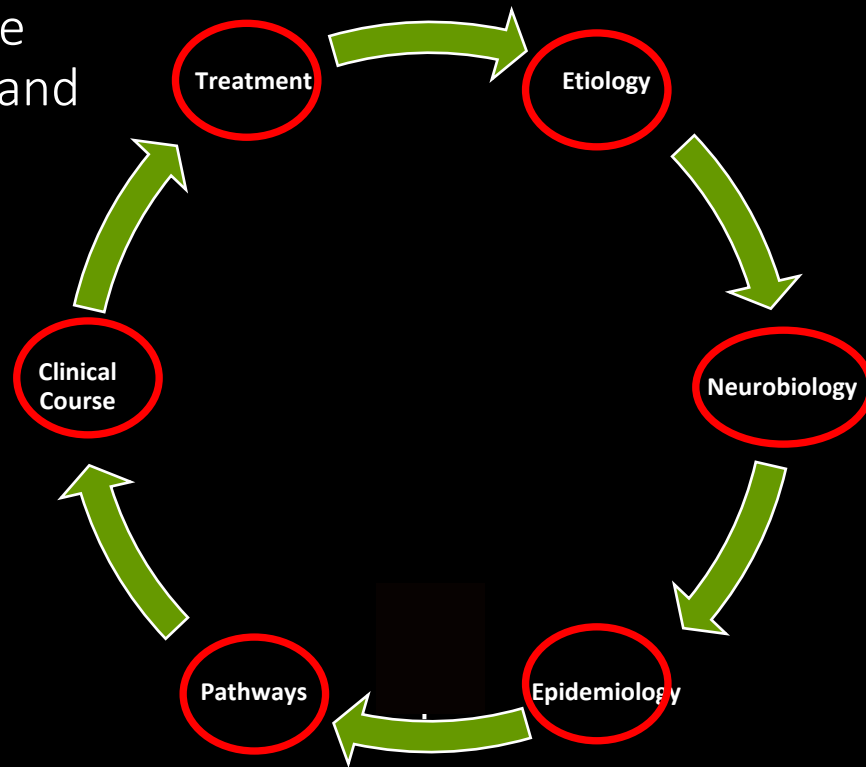 e
and
Treatment
Etiology
Clinical
Course
Neurobiology
Pathways
Epidemiology